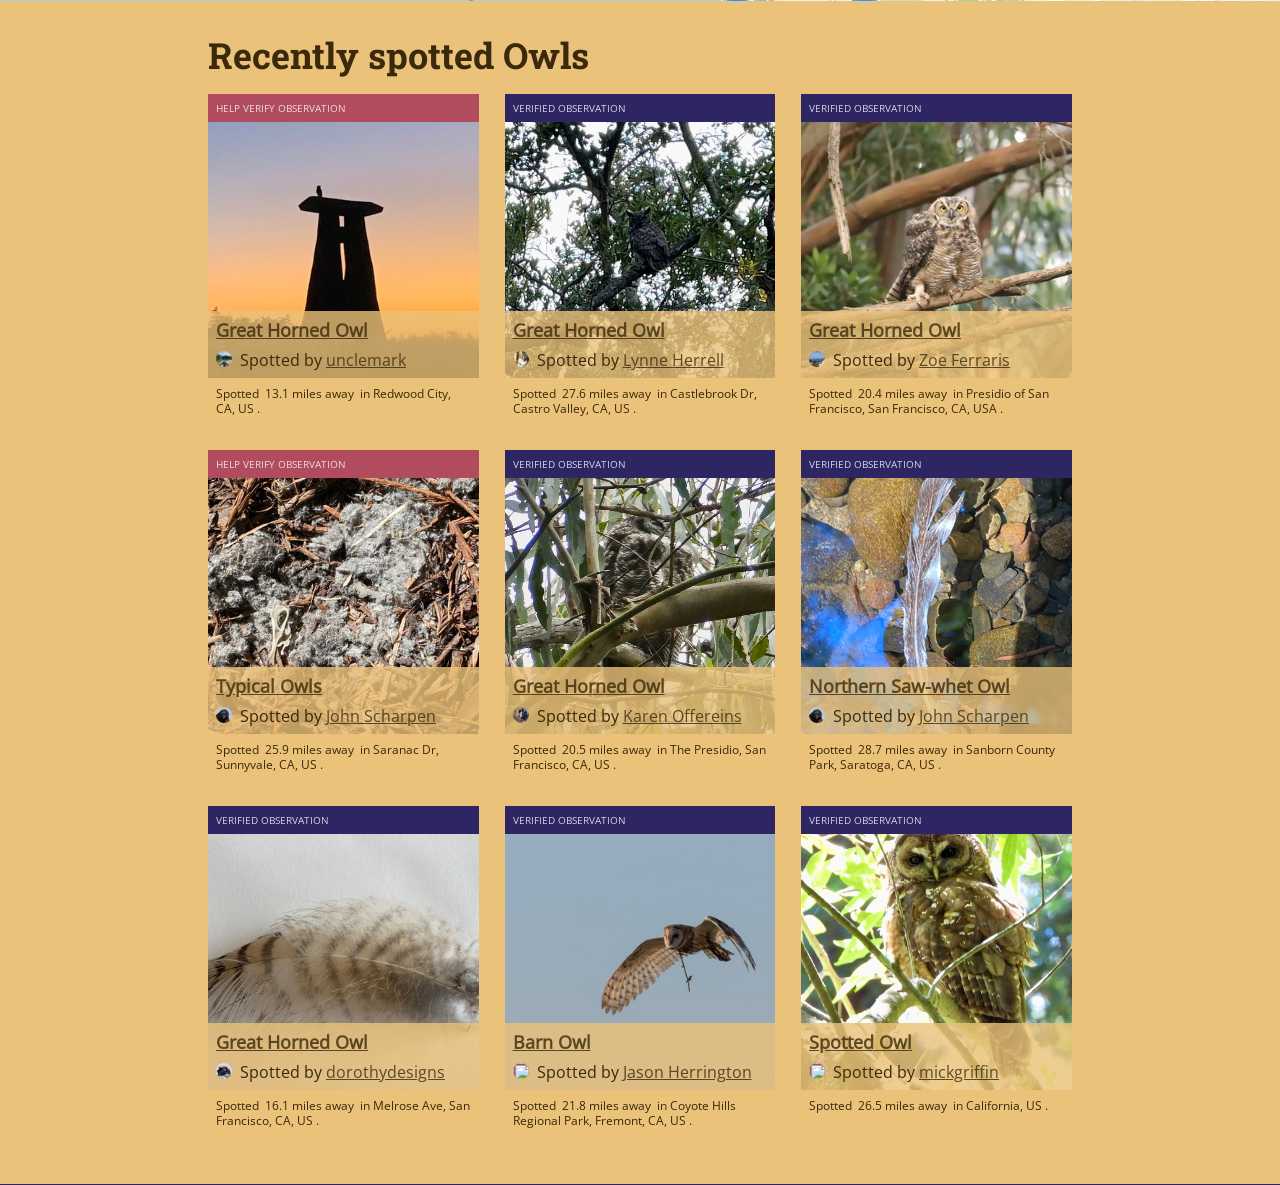 Recently spotted Owls
HELP VERIFY OBSERVATION
Great Horned Owl
Spotted by unclemark
Spotted 13.1 miles away in Redwood City,
CA, US .
VERIFIED OBSERVATION
Great Horned Owl
Spotted by Lynne Herrell
Spotted 27.6 miles away in Castlebrook Dr,
Castro Valley, CA, US .
VERIFIED OBSERVATION
Great Horned Owl
Spotted by Zoe Ferraris
Spotted 20.4 miles away in Presidio of San
Francisco, San Francisco, CA, USA .
HELP VERIFY OBSERVATION
Typical Owls
Spotted by John Scharpen
Spotted 25.9 miles away in Saranac Dr,
Sunnyvale, CA, US .
VERIFIED OBSERVATION
Great Horned Owl
Spotted by Karen Offereins
Spotted 20.5 miles away in The Presidio, San
Francisco, CA, US .
VERIFIED OBSERVATION
Northern Saw-whet Owl
Spotted by John Scharpen
Spotted 28.7 miles away in Sanborn County
Park, Saratoga, CA, US .
VERIFIED OBSERVATION
Great Horned Owl
Spotted by dorothydesigns
Spotted 16.1 miles away in Melrose Ave, San
Francisco, CA, US .
VERIFIED OBSERVATION
Barn Owl
Spotted by Jason Herrington
Spotted 21.8 miles away in Coyote Hills
Regional Park, Fremont, CA, US .
VERIFIED OBSERVATION
Spotted Owl
Spotted by mickgriffin
Spotted 26.5 miles away in California, US .